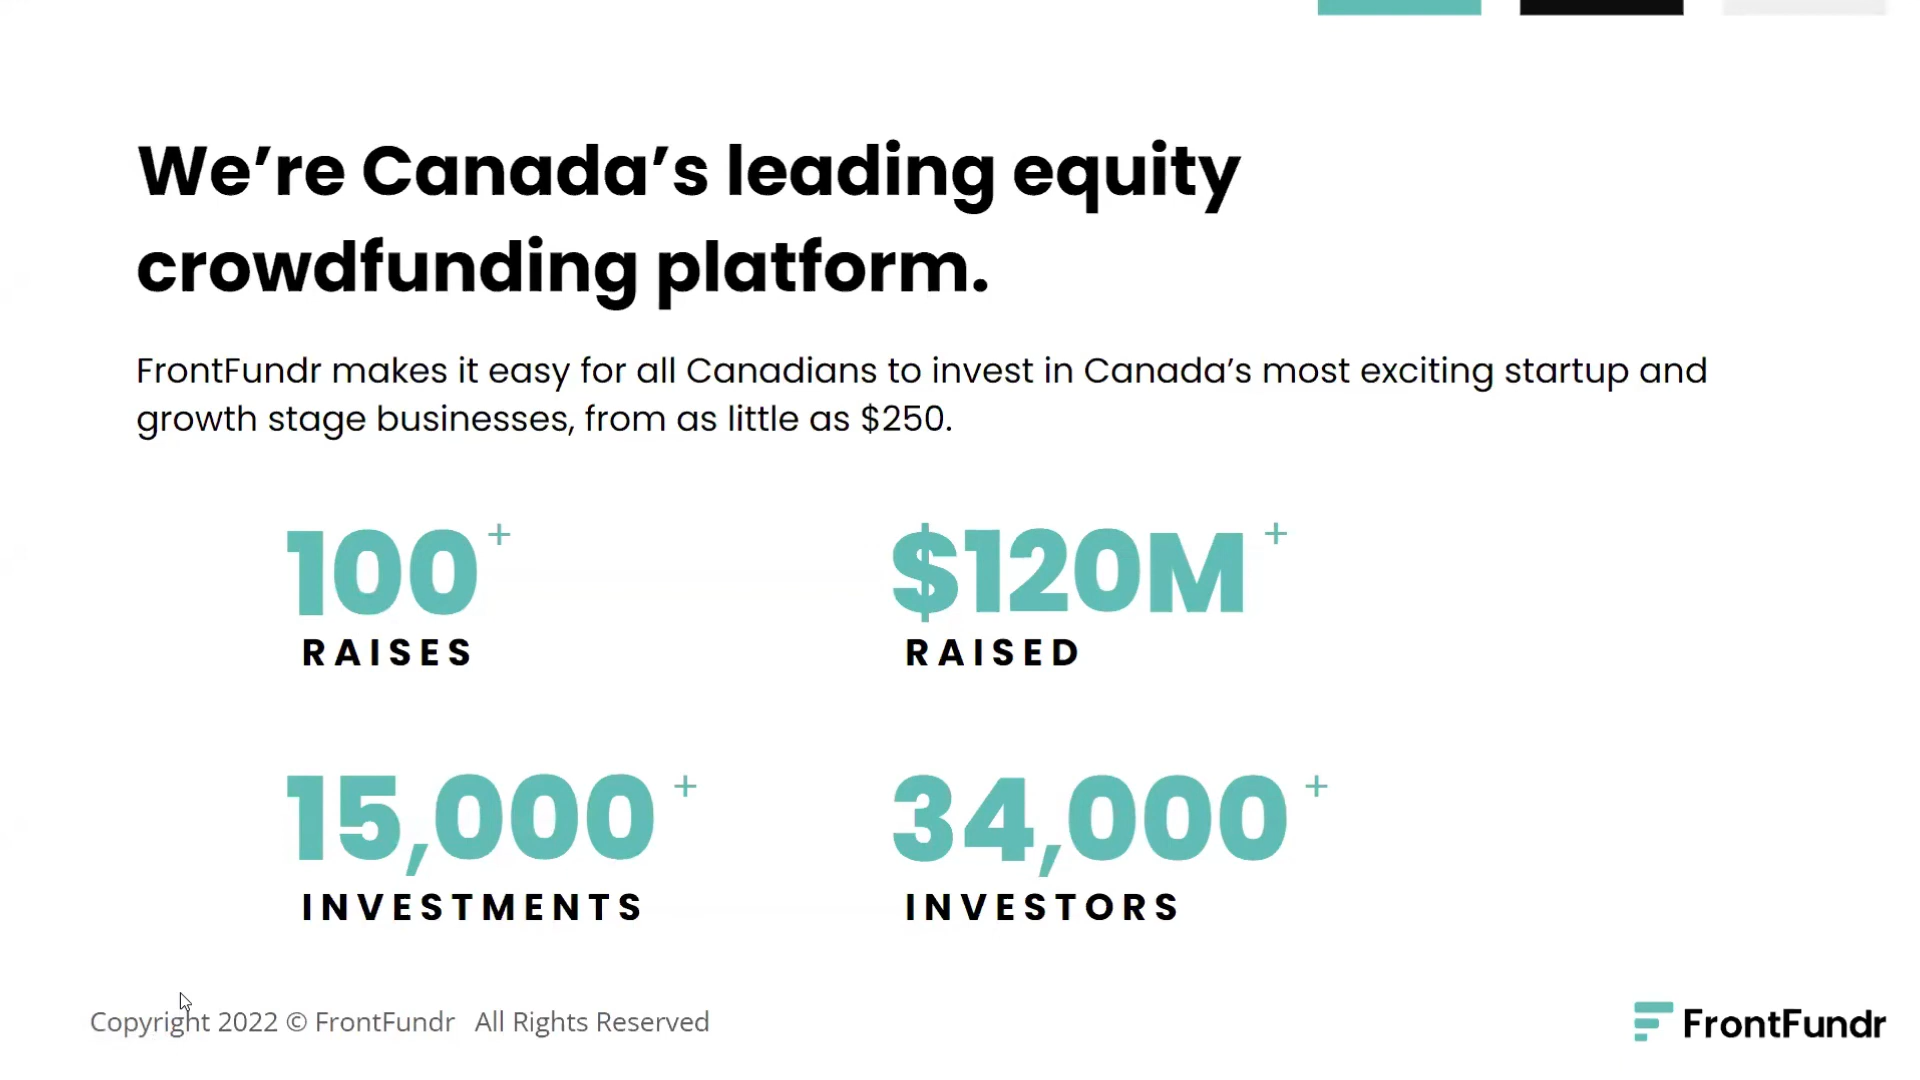 We’re Canada’s leading equity
crowdfunding platform.
FrontFundr makes it easy for all Canadians to invest in Canada’s most exciting startup and
growth stage businesses, from as little as $250.
100+
RAISES
$120M+
RAISED
15,000+
INVESTMENTS
34,000+
INVESTORS
Copyright 2022 © FrontFundr All Rights Reserved
FrontFundr